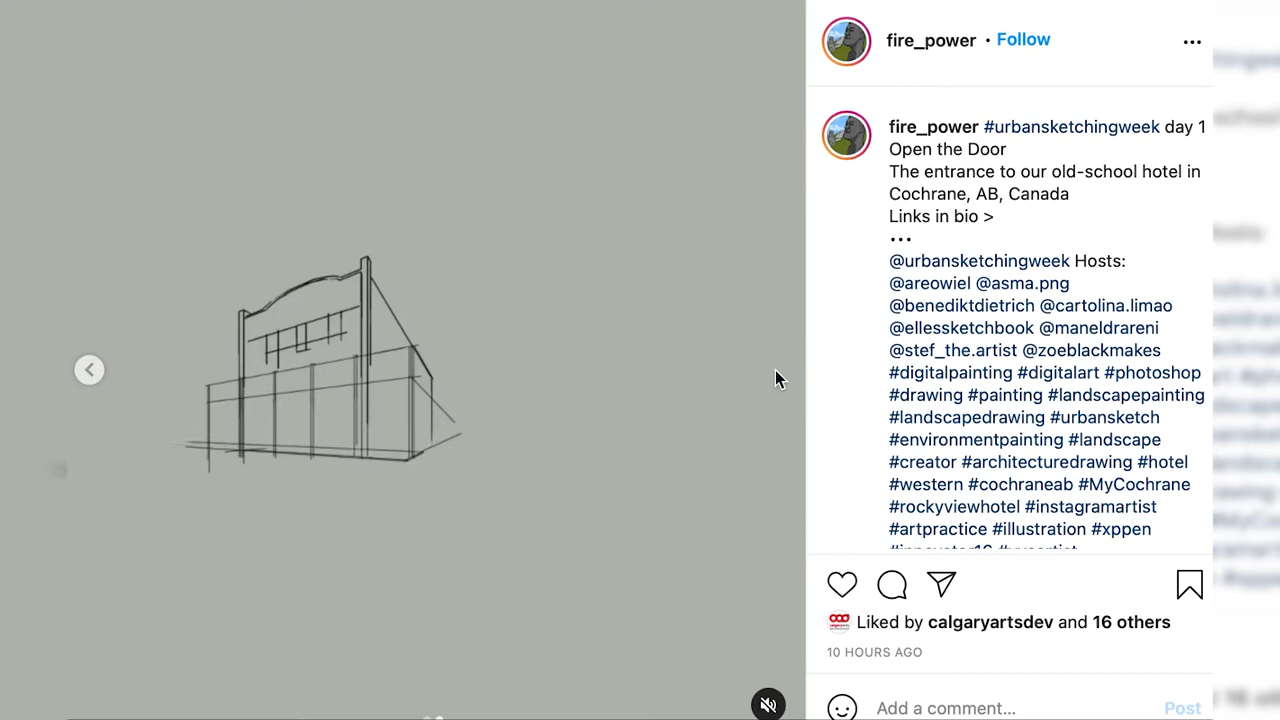 fire_power • Follow
fire_power #urbansketchingweek day 1
Open the Door
The entrance to our old-school hotel in
Cochrane, AB, Canada
Links in bio >
...
@urbansketchingweek Hosts:
@areowiel @asma.png
@benediktdietrich @cartolina.limao
@ellessketchbook @maneldrareni
@stef_the.artist @zoeblackmakes
#digitalpainting #digitalart #photoshop
#drawing #painting #landscapepainting
#landscapedrawing #urbansketch
#environmentpainting #landscape
#creator #architecturedrawing #hotel
#western #cochraneab #MyCochrane
#rockyviewhotel #instagramartist
#artpractice #illustration #xppen
Liked by calgaryartsdev and 16 others
10 HOURS AGO
Add a comment... Post